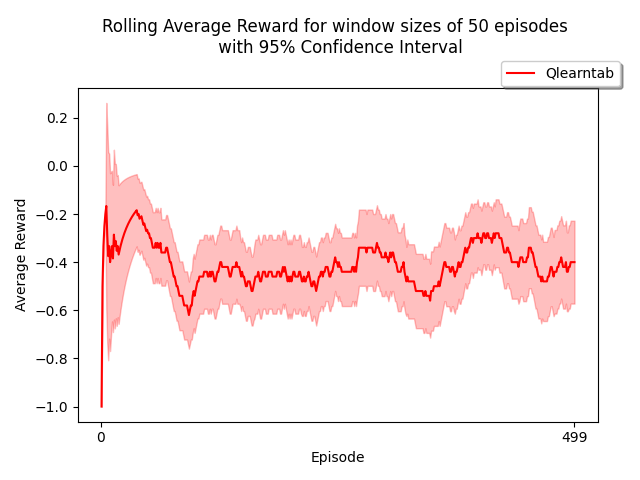 Rolling Average Reward for window sizes of 50 episodes
with 95% Confidence Interval
Qlearntab
0.2
0.0
−0.2
−0.4
−0.6
−0.8
−1.0
Average Reward
0
499
Episode